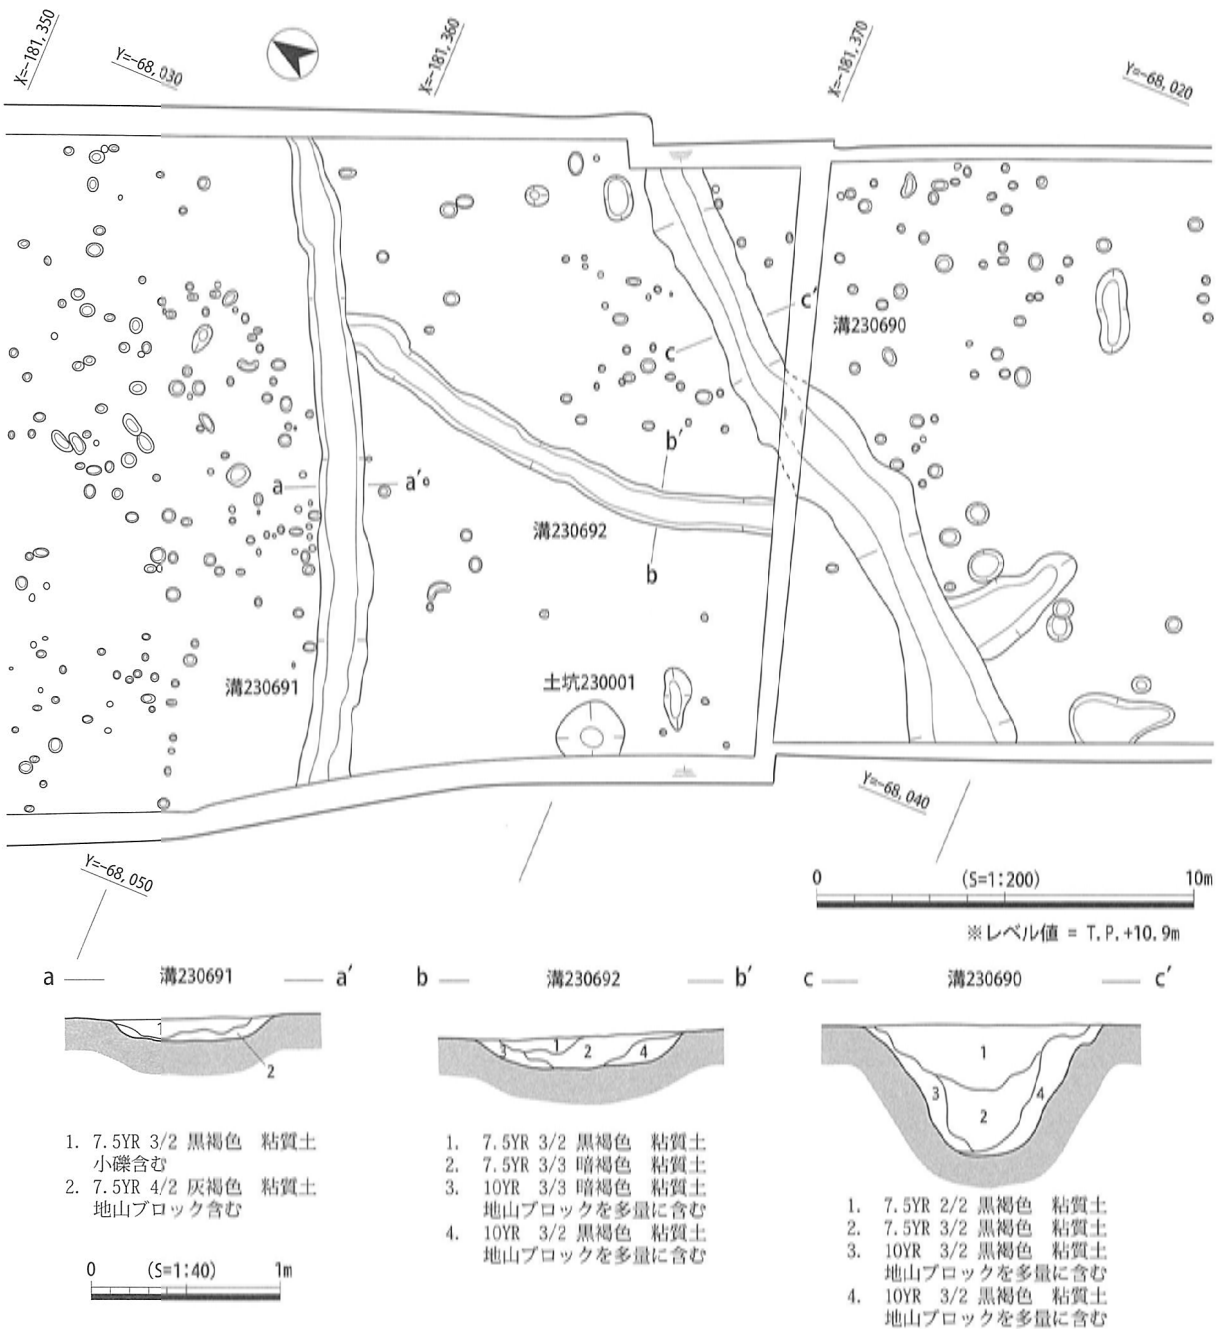 X=-181,350
Y=-68,030
X=-181,360
X=-181,370
Y=-68,020
c′
溝230690
c
b′
a
a′
溝230692
b
溝230691
土坑230001
Y=-68,040
Y=-68,050
0 (S=1:200) 10m
※レベル値 = T.P.+10.9m
a 溝230691 a′
1
2
1. 7.5YR 3/2 黒褐色 粘質土
小礫含む
2. 7.5YR 4/2 灰褐色 粘質土
地山ブロック含む
0 (S=1:40) 1m
b 溝230692 b′
3 1 2 4
1. 7.5YR 3/2 黒褐色 粘質土
2. 7.5YR 3/3 暗褐色 粘質土
3. 10YR 3/3 暗褐色 粘質土
地山ブロックを多量に含む
4. 10YR 3/2 黒褐色 粘質土
地山ブロックを多量に含む
c 溝230690 c′
1
3 4
2
1. 7.5YR 2/2 黒褐色 粘質土
2. 7.5YR 3/2 黒褐色 粘質土
3. 10YR 3/2 黒褐色 粘質土
地山ブロックを多量に含む
4. 10YR 3/2 黒褐色 粘質土
地山ブロックを多量に含む